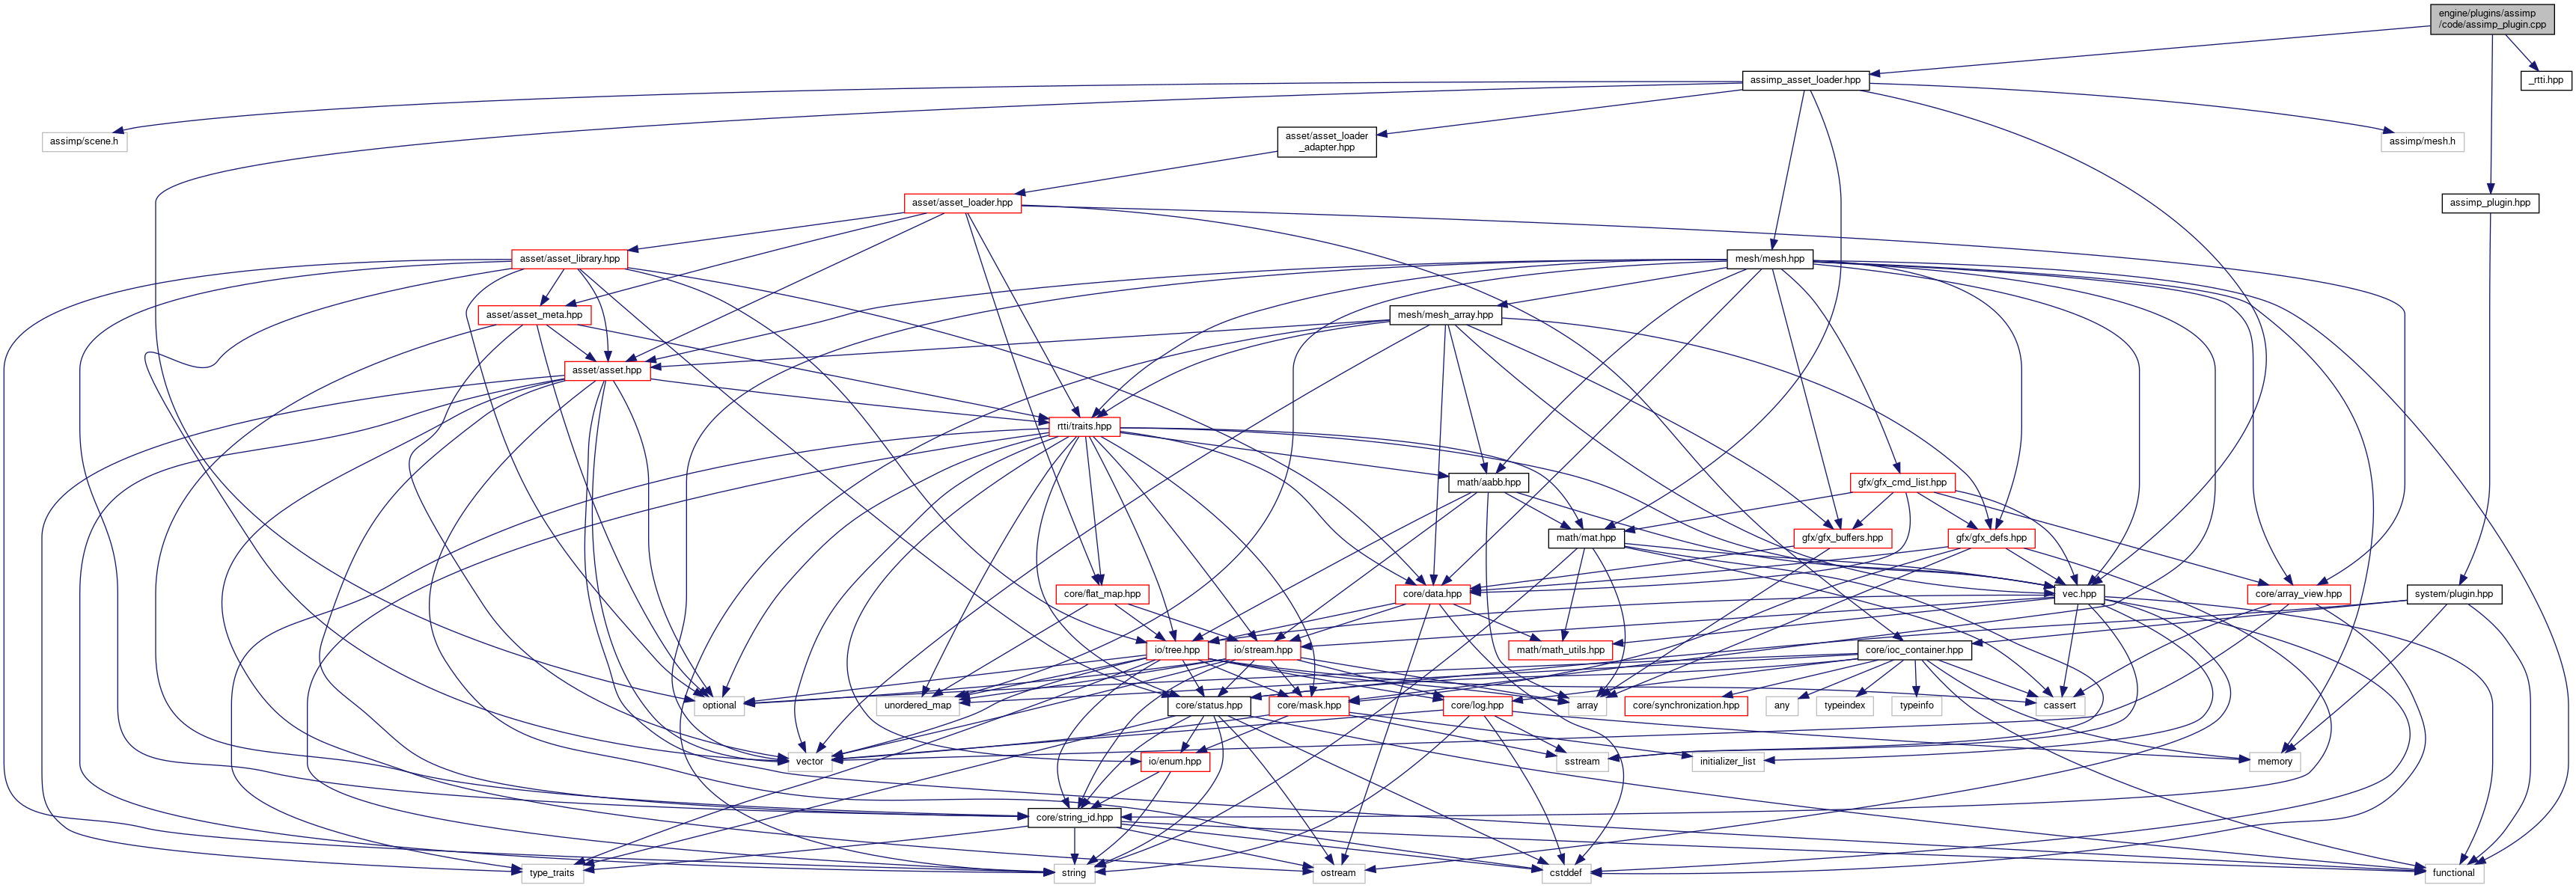 engine/plugins/assimp
/code/assimp_plugin.cpp
assimp_asset_loader.hpp
_rtti.hpp
assimp/scene.h
asset/asset_loader
_adapter.hpp
assimp/mesh.h
asset/asset_loader.hpp
assimp_plugin.hpp
asset/asset_library.hpp
mesh/mesh.hpp
asset/asset_meta.hpp
mesh/mesh_array.hpp
asset/asset.hpp
rtti/traits.hpp
math/aabb.hpp
gfx/gfx_cmd_list.hpp
math/mat.hpp
gfx/gfx_buffers.hpp
gfx/gfx_defs.hpp
core/flat_map.hpp
core/data.hpp
vec.hpp
core/array_view.hpp
system/plugin.hpp
io/tree.hpp
io/stream.hpp
math/math_utils.hpp
core/ioc_container.hpp
optional
unordered_map
core/status.hpp
core/mask.hpp
core/log.hpp
array
core/synchronization.hpp
any
typeindex
typeinfo
cassert
vector
io/enum.hpp
sstream
initializer_list
memory
core/string_id.hpp
type_traits
string
ostream
cstddef
functional